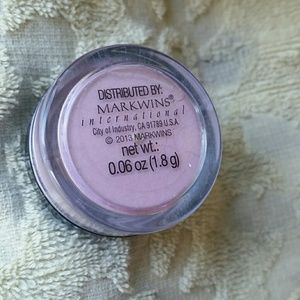 DISTRIBUTED BY:
MARKWINS®
international
City of Industry, CA 91789 U.S.A.
© 2013 MARKWINS
net wt.:
0.06 oz (1.8 g)